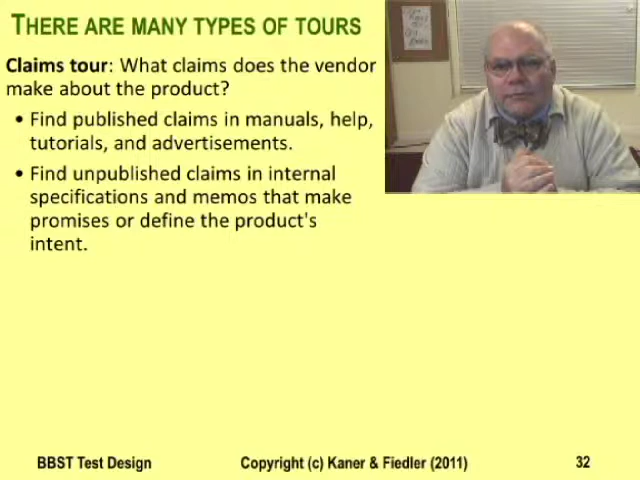 THERE ARE MANY TYPES OF TOURS
Claims tour: What claims does the vendor
make about the product?
• Find published claims in manuals, help,
tutorials, and advertisements.
• Find unpublished claims in internal
specifications and memos that make
promises or define the product's
intent.
BBST Test Design
Copyright (c) Kaner & Fiedler (2011)
32